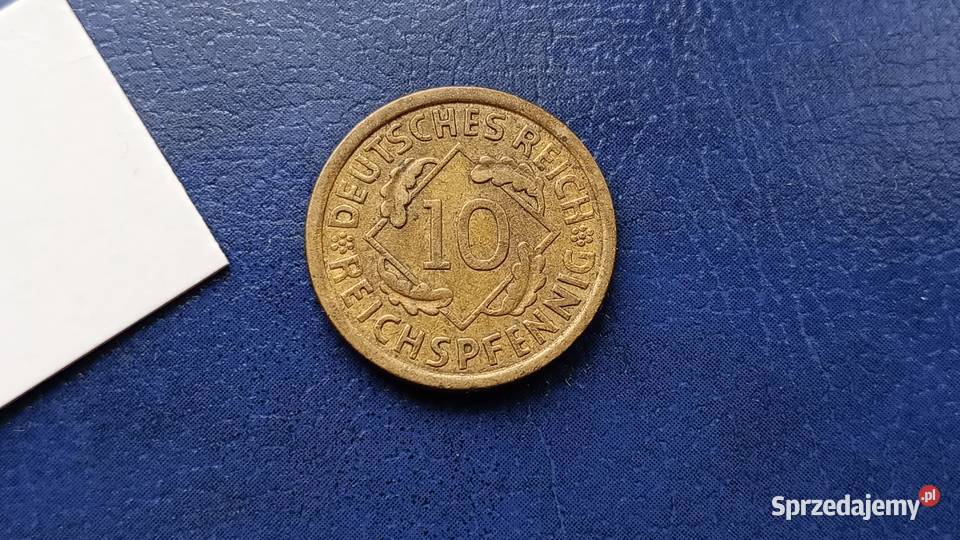 DEUTSCHES REICH
10
REICHSPFENNIG
Sprzedajemy.pl